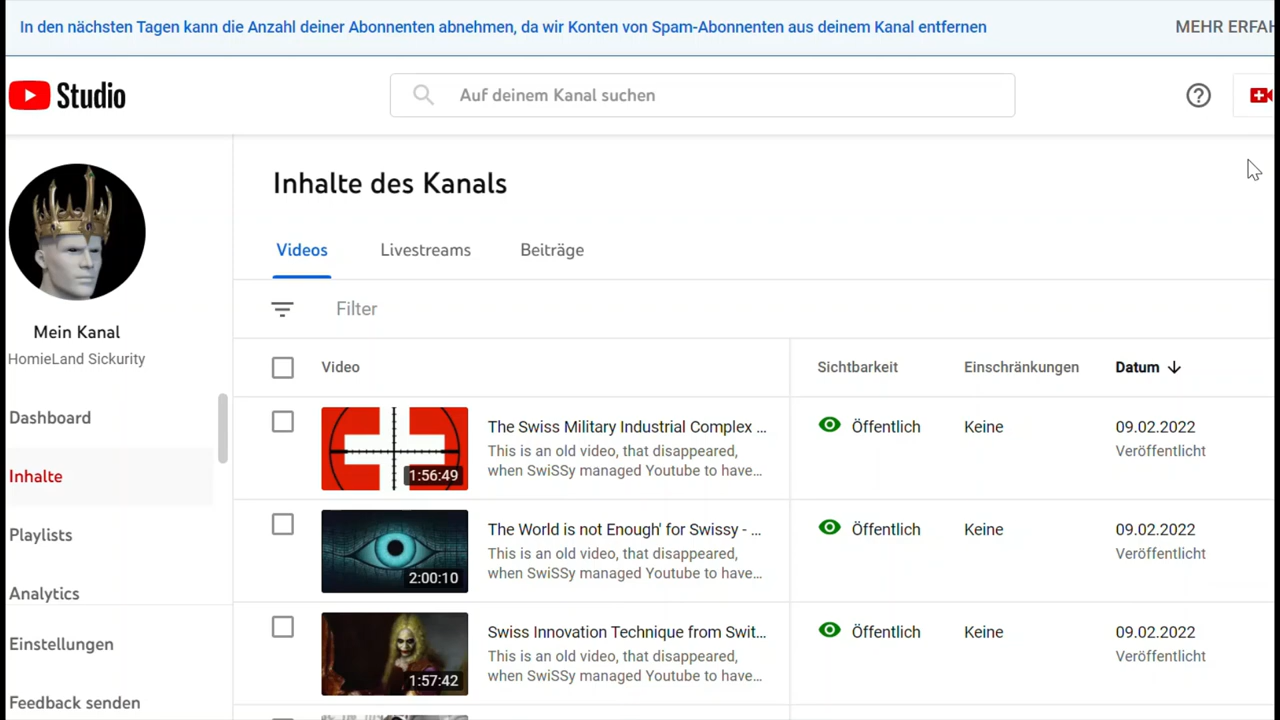 In den nächsten Tagen kann die Anzahl deiner Abonnenten abnehmen, da wir Konten von Spam-Abonnenten aus deinem Kanal entfernen
MEHR ERFAH
Studio
Auf deinem Kanal suchen
Mein Kanal
HomieLand Sickurity
Dashboard
Inhalte
Playlists
Analytics
Einstellungen
Feedback senden
Inhalte des Kanals
Videos Livestreams Beiträge
Filter
Video Sichtbarkeit Einschränkungen Datum
1:56:49
The Swiss Military Industrial Complex ...
This is an old video, that disappeared,
when SwiSSy managed Youtube to have...
Öffentlich Keine 09.02.2022
Veröffentlicht
2:00:10
The World is not Enough' for Swissy - ...
This is an old video, that disappeared,
when SwiSSy managed Youtube to have...
Öffentlich Keine 09.02.2022
Veröffentlicht
1:57:42
Swiss Innovation Technique from Swit...
This is an old video, that disappeared,
when SwiSSy managed Youtube to have...
Öffentlich Keine 09.02.2022
Veröffentlicht